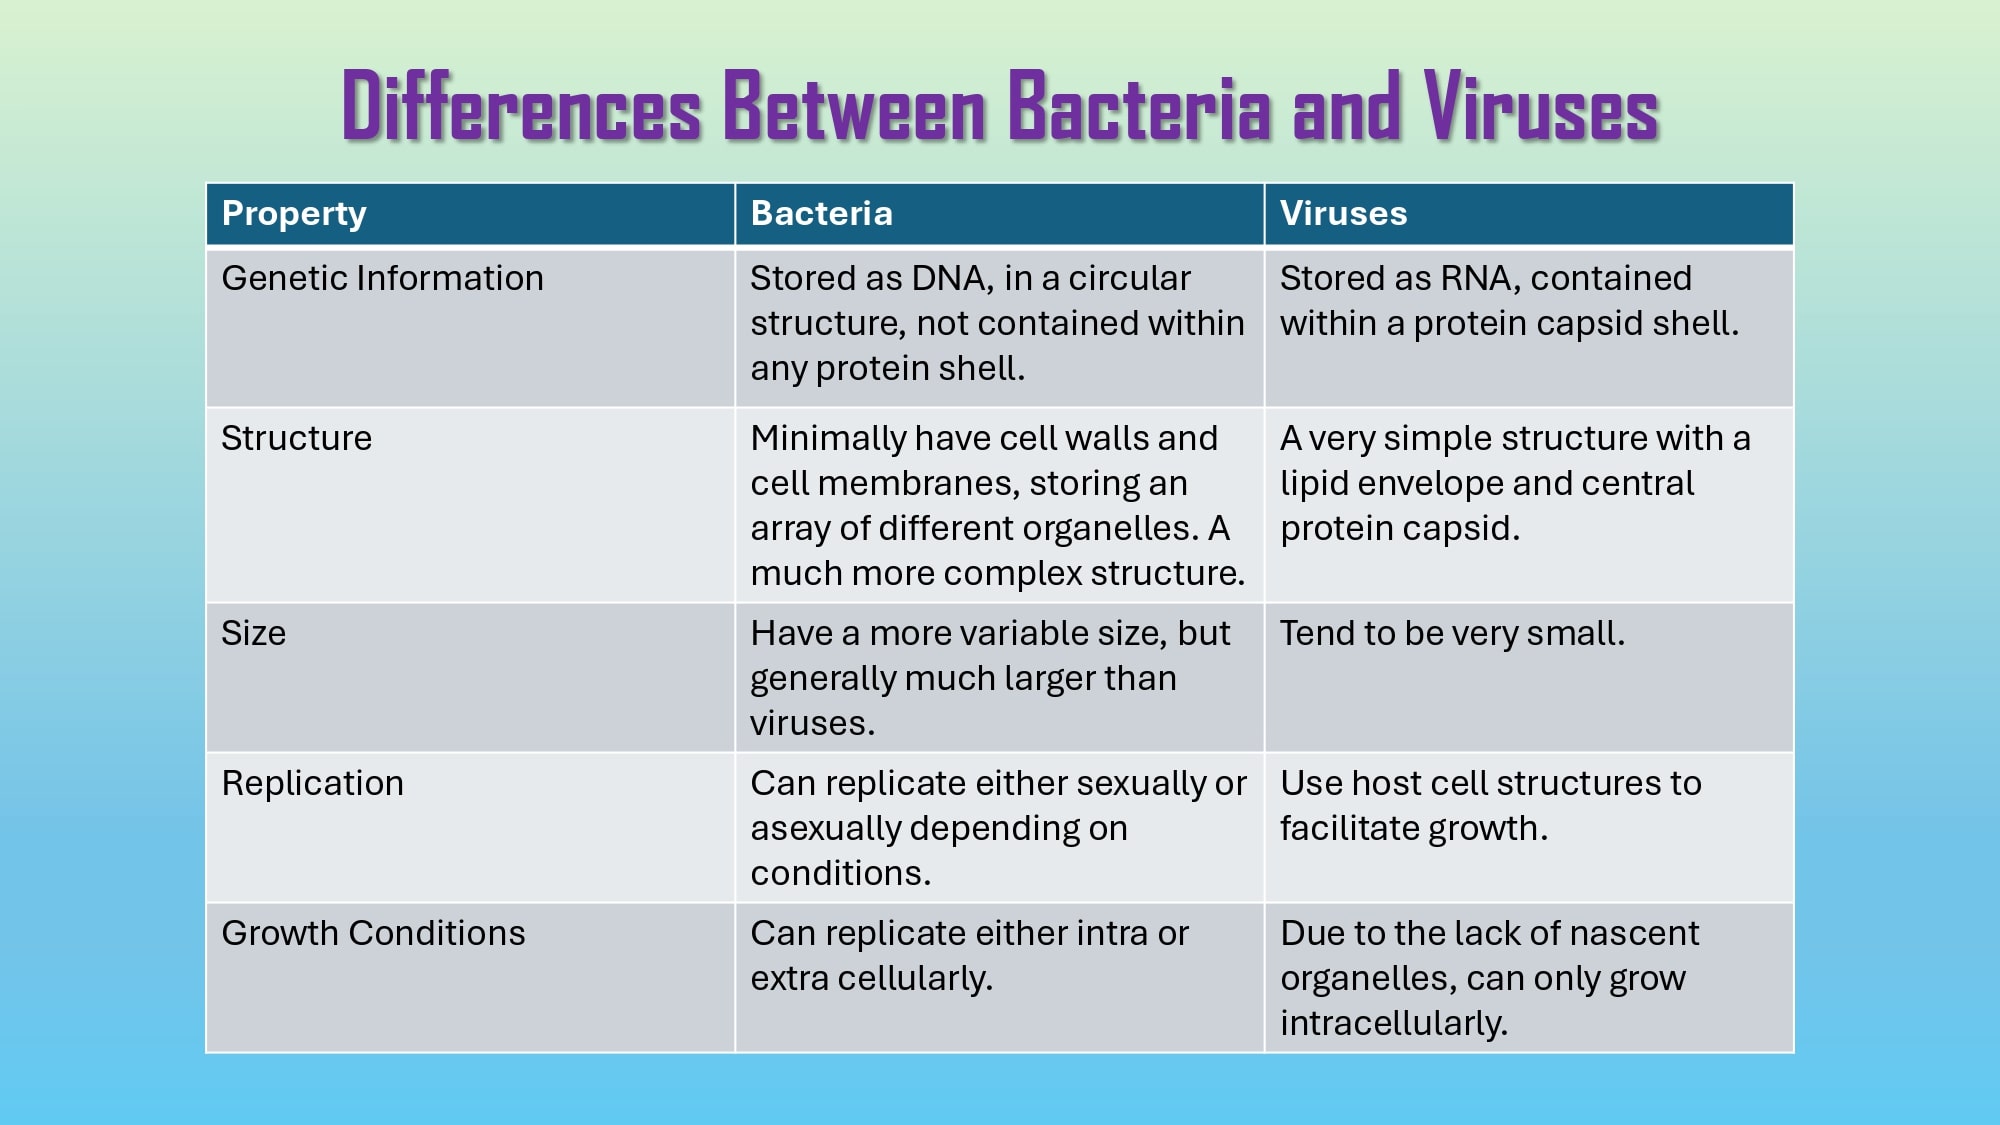 Differences Between Bacteria and Viruses
Property
Bacteria
Viruses
Genetic Information
Stored as DNA, in a circular
structure, not contained within
any protein shell.
Stored as RNA, contained
within a protein capsid shell.
Structure
Minimally have cell walls and
cell membranes, storing an
array of different organelles. A
much more complex structure.
A very simple structure with a
lipid envelope and central
protein capsid.
Size
Have a more variable size, but
generally much larger than
viruses.
Tend to be very small.
Replication
Can replicate either sexually or
asexually depending on
conditions.
Use host cell structures to
facilitate growth.
Growth Conditions
Can replicate either intra or
extra cellularly.
Due to the lack of nascent
organelles, can only grow
intracellularly.